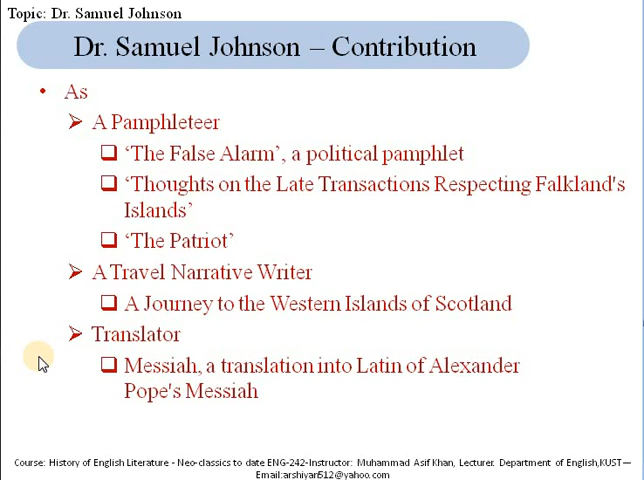 Topic: Dr. Samuel Johnson
Dr. Samuel Johnson – Contribution
• As
➢ A Pamphleteer
❑ ‘The False Alarm’, a political pamphlet
❑ ‘Thoughts on the Late Transactions Respecting Falkland's
Islands’
❑ ‘The Patriot’
➢ A Travel Narrative Writer
❑ A Journey to the Western Islands of Scotland
➢ Translator
❑ Messiah, a translation into Latin of Alexander
Pope's Messiah
Course: History of English Literature - Neo-classics to date ENG-242-Instructor: Muhammad Asif Khan, Lecturer. Department of English,KUST—
Email:arshiyan512@yahoo.com